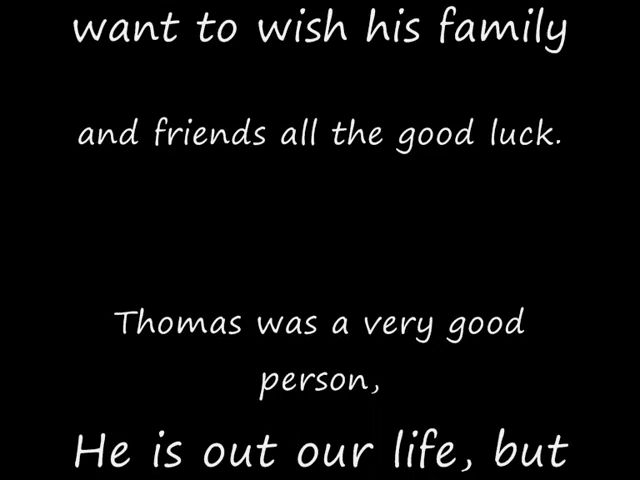 want to wish his family
and friends all the good luck.
Thomas was a very good
person,
He is out our life, but